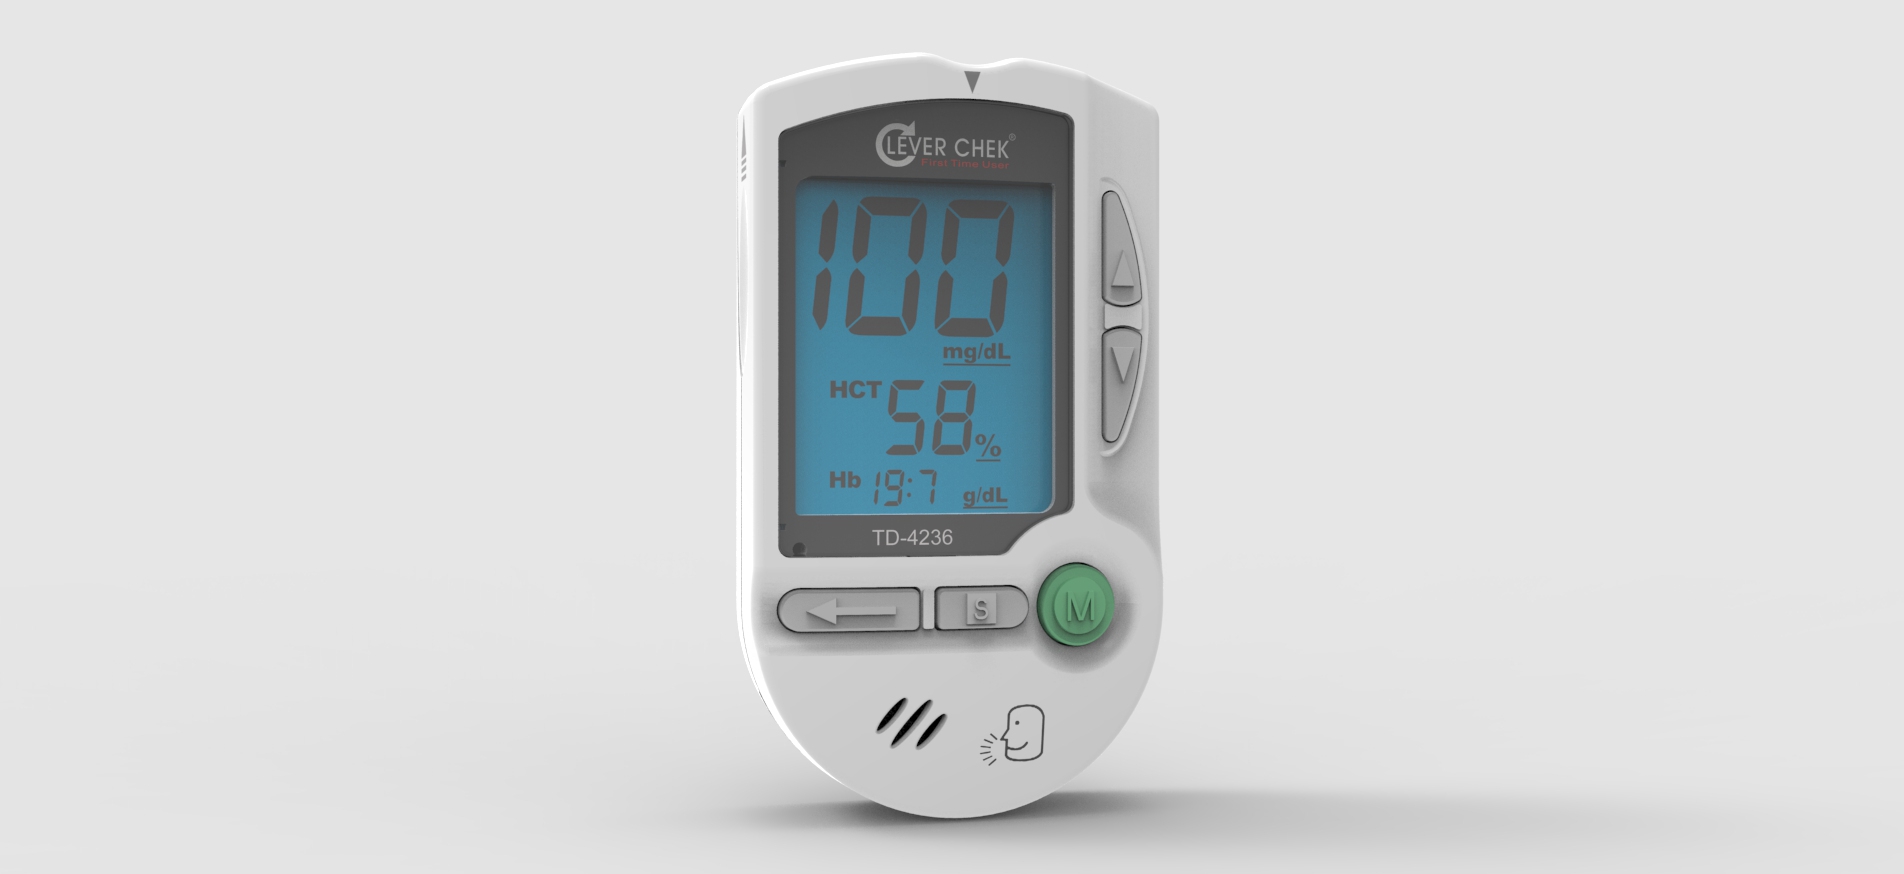 CLEVER CHEK®
First Time User
100
mg/dL
HCT 58 %
Hb 19:7 g/dL
TD-4236
S
M